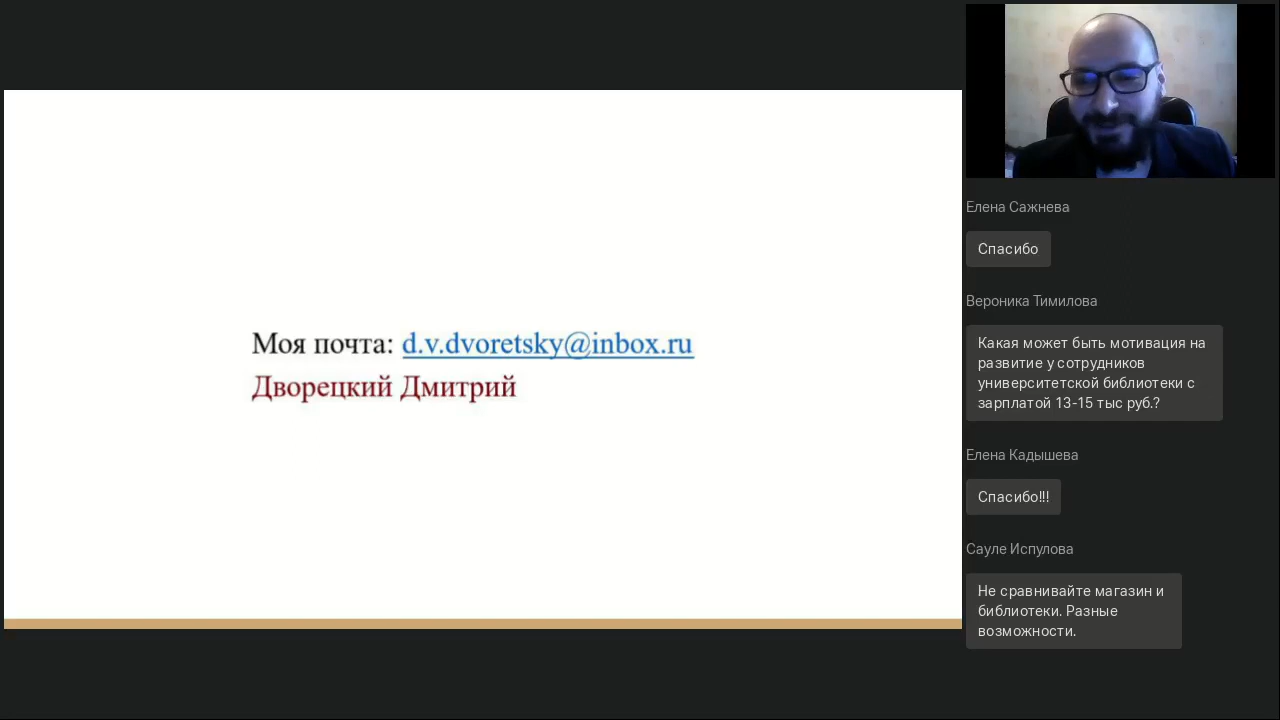 Моя почта: d.v.dvoretsky@inbox.ru
Дворецкий Дмитрий
Елена Сажнева
Спасибо
Вероника Тимилова
Какая может быть мотивация на
развитие у сотрудников
университетской библиотеки с
зарплатой 13-15 тыс руб.?
Елена Кадышева
Спасибо!!!
Сауле Испулова
Не сравнивайте магазин и
библиотеки. Разные
возможности.